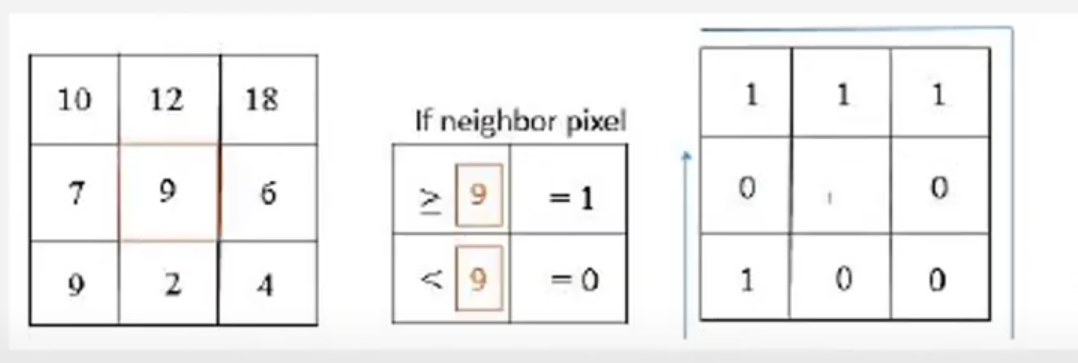 10 12 18
7 9 6
9 2 4
If neighbor pixel
≥ 9 = 1
< 9 = 0
1 1 1
0 0
1 0 0